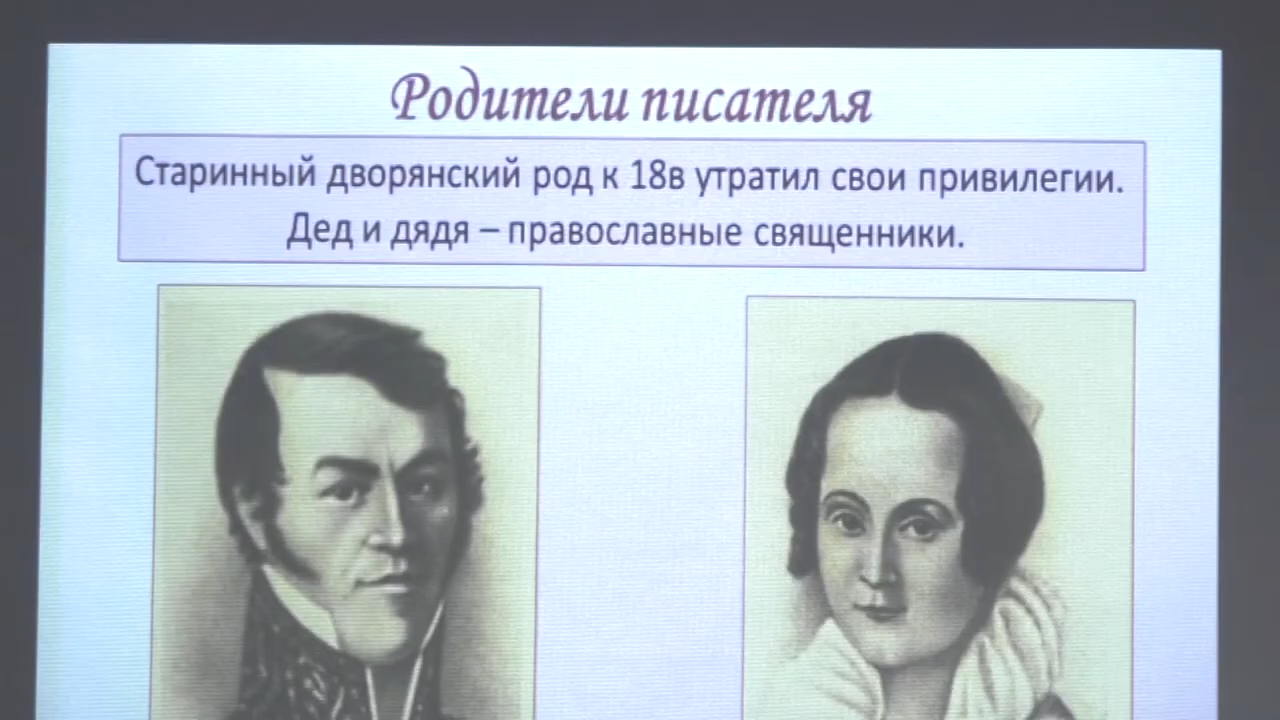 Родители писателя
Старинный дворянский род к 18в утратил свои привилегии.
Дед и дядя – православные священники.